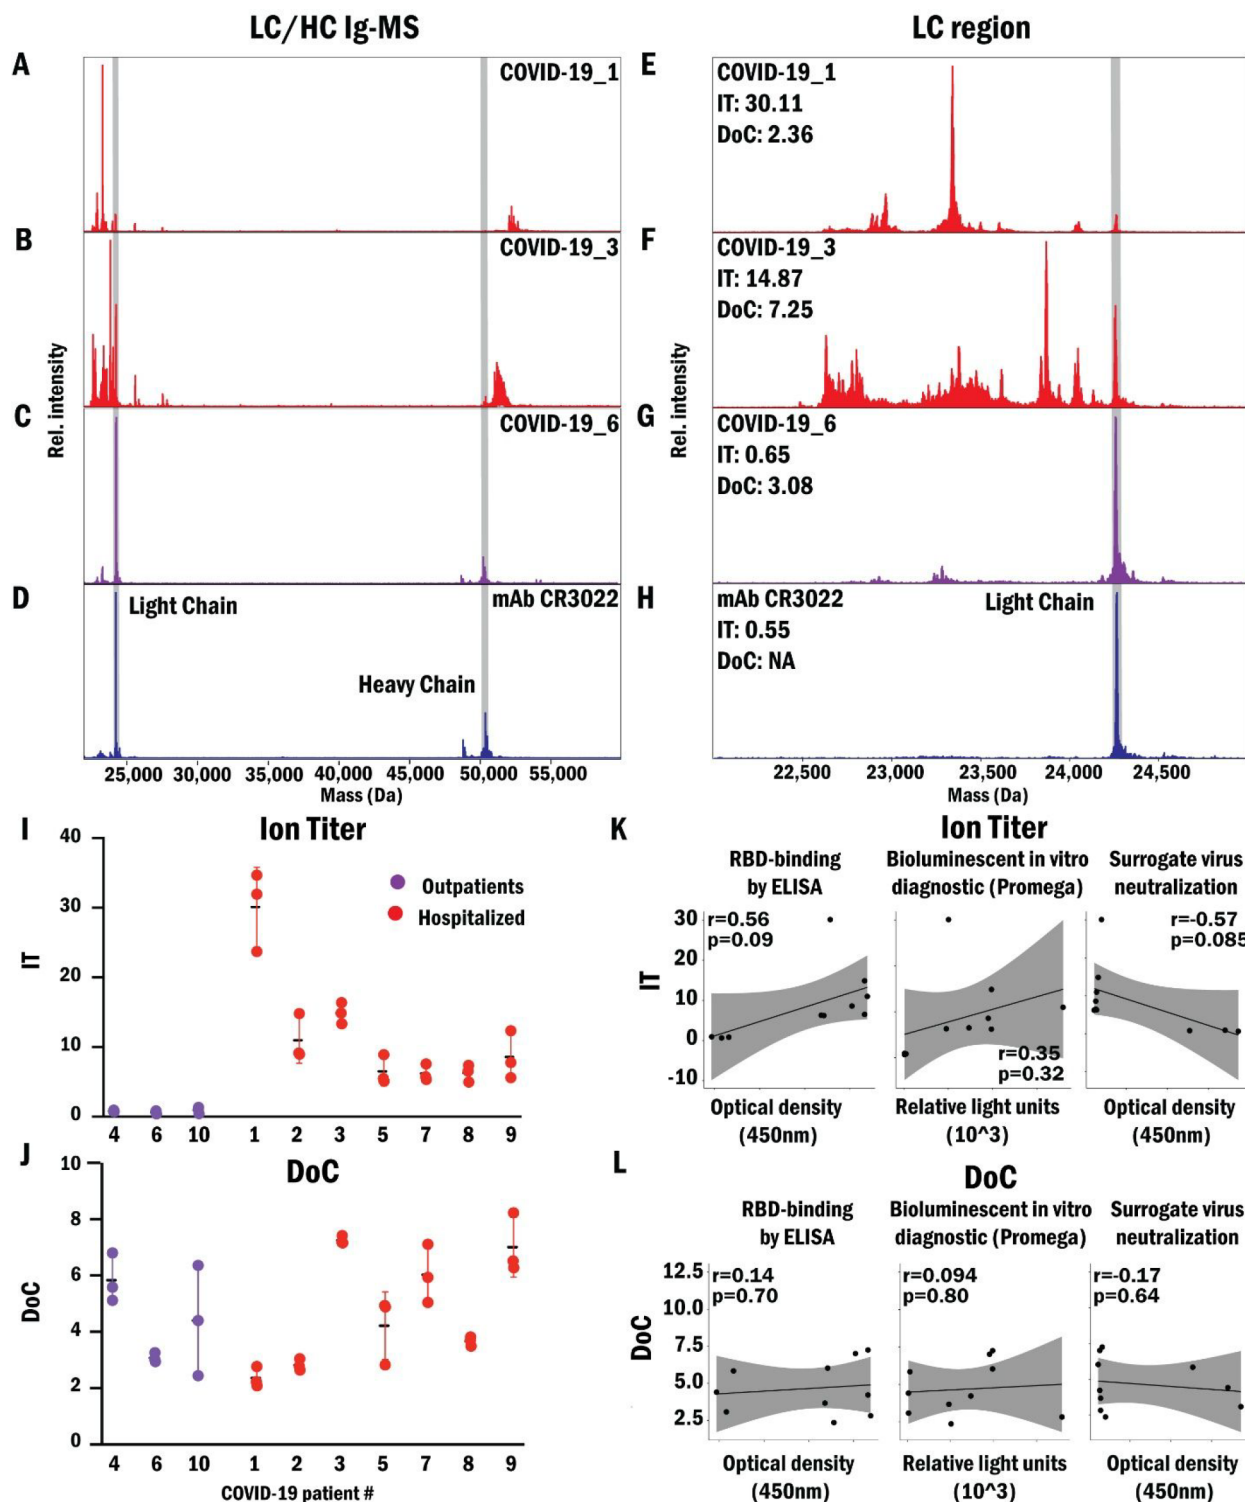 LC/HC Ig-MS
LC region
A
COVID-19_1
B
COVID-19_3
C
COVID-19_6
D
Light Chain
mAb CR3022
Heavy Chain
Rel. intensity
25,000 30,000 35,000 40,000 45,000 50,000 55,000
Mass (Da)
E
COVID-19_1
IT: 30.11
DoC: 2.36
F
COVID-19_3
IT: 14.87
DoC: 7.25
G
COVID-19_6
IT: 0.65
DoC: 3.08
H
mAb CR3022
Light Chain
IT: 0.55
DoC: NA
Rel. intensity
22,500 23,000 23,500 24,000 24,500
Mass (Da)
I
Ion Titer
40
30
20
10
0
IT
Outpatients
Hospitalized
4 6 10 1 2 3 5 7 8 9
J
DoC
10
8
6
4
2
0
DoC
4 6 10 1 2 3 5 7 8 9
COVID-19 patient #
K
Ion Titer
RBD-binding
by ELISA
Bioluminescent in vitro
diagnostic (Promega)
Surrogate virus
neutralization
30
20
10
0
-10
IT
r=0.56
p=0.09
r=0.35
p=0.32
r=-0.57
p=0.085
Optical density
(450nm)
Relative light units
(10^3)
Optical density
(450nm)
L
DoC
RBD-binding
by ELISA
Bioluminescent in vitro
diagnostic (Promega)
Surrogate virus
neutralization
12.5
10.0
7.5
5.0
2.5
DoC
r=0.14
p=0.70
r=0.094
p=0.80
r=-0.17
p=0.64
Optical density
(450nm)
Relative light units
(10^3)
Optical density
(450nm)